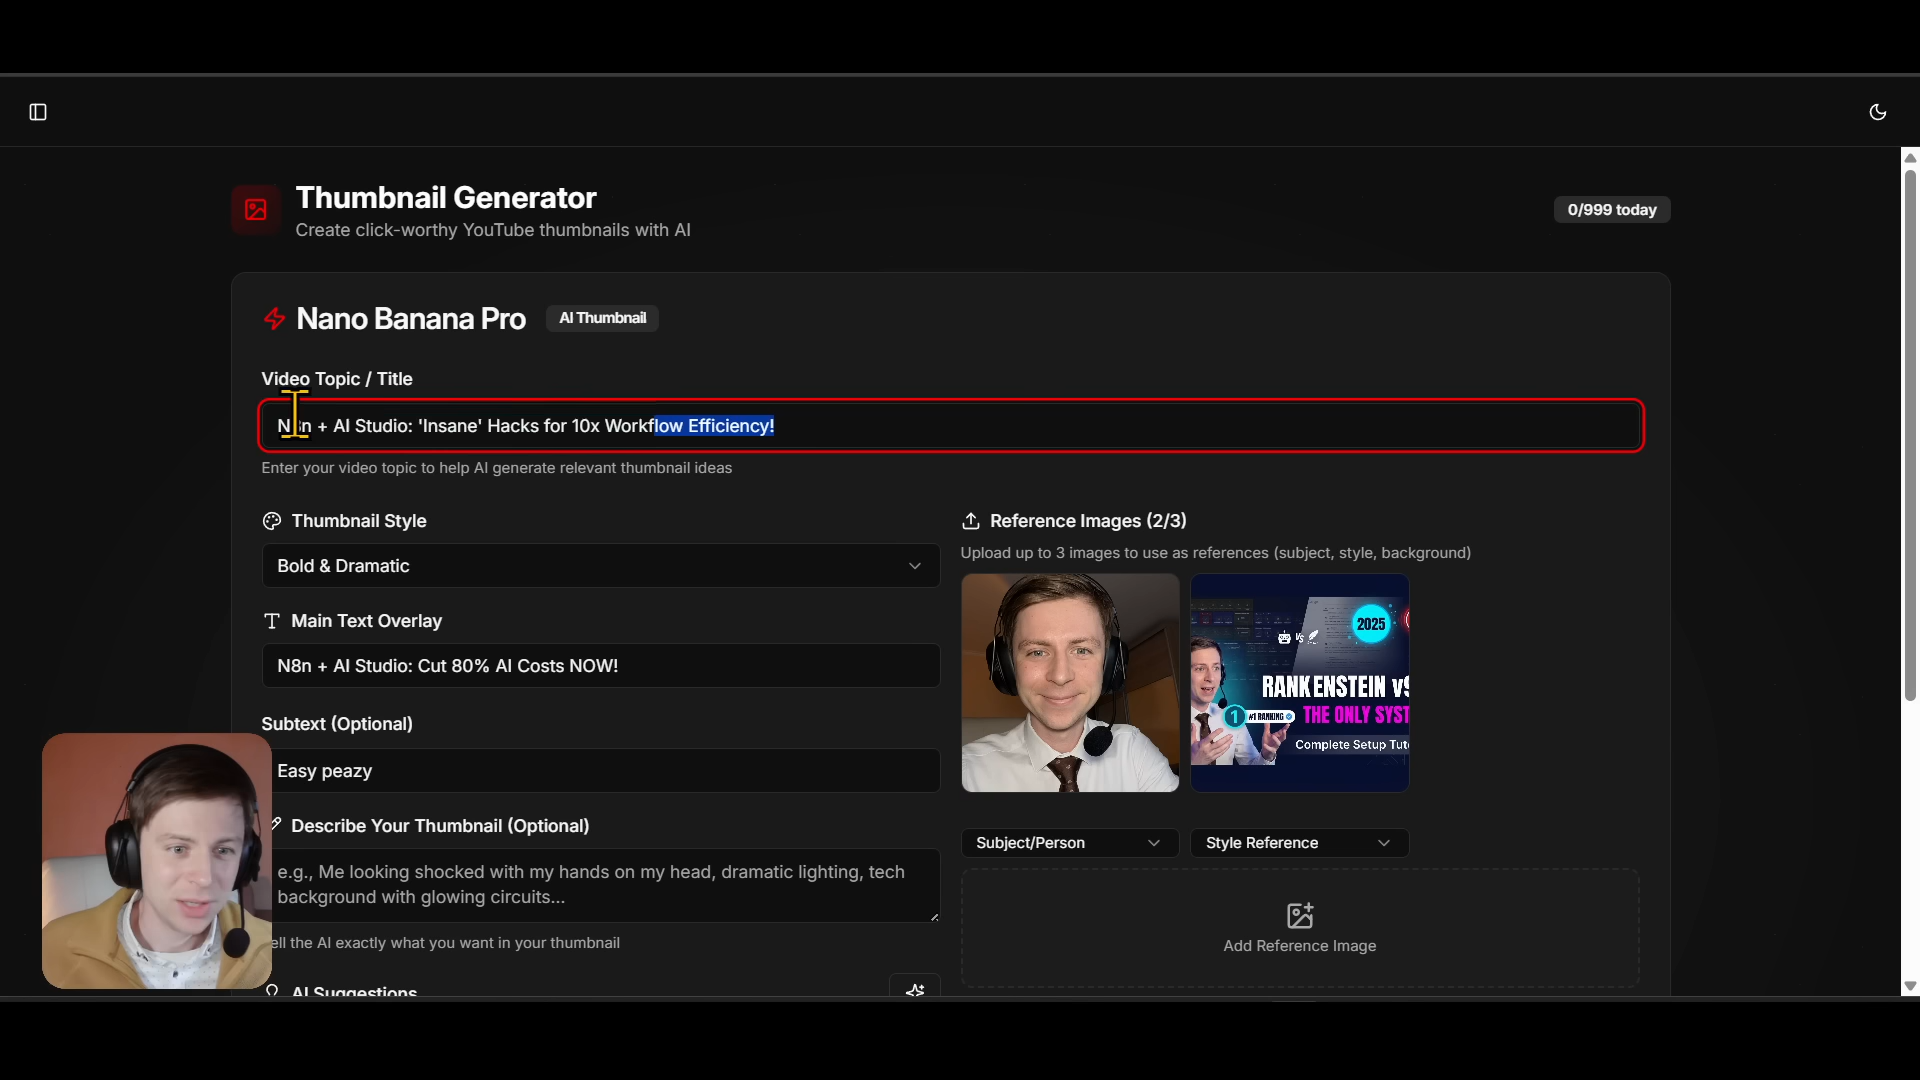 Thumbnail Generator
Create click-worthy YouTube thumbnails with AI
0/999 today
Nano Banana Pro
AI Thumbnail
Video Topic / Title
N8n + AI Studio: 'Insane' Hacks for 10x Workflow Efficiency!
Enter your video topic to help AI generate relevant thumbnail ideas
Thumbnail Style
Bold & Dramatic
Main Text Overlay
N8n + AI Studio: Cut 80% AI Costs NOW!
Subtext (Optional)
Easy peazy
Describe Your Thumbnail (Optional)
e.g., Me looking shocked with my hands on my head, dramatic lighting, tech
background with glowing circuits...
ell the AI exactly what you want in your thumbnail
AI Suggestions
Reference Images (2/3)
Upload up to 3 images to use as references (subject, style, background)
2025
VS
RANKENSTEIN vS
#1 RANKING
1
THE ONLY SYST
Complete Setup Tut
Subject/Person
Style Reference
Add Reference Image